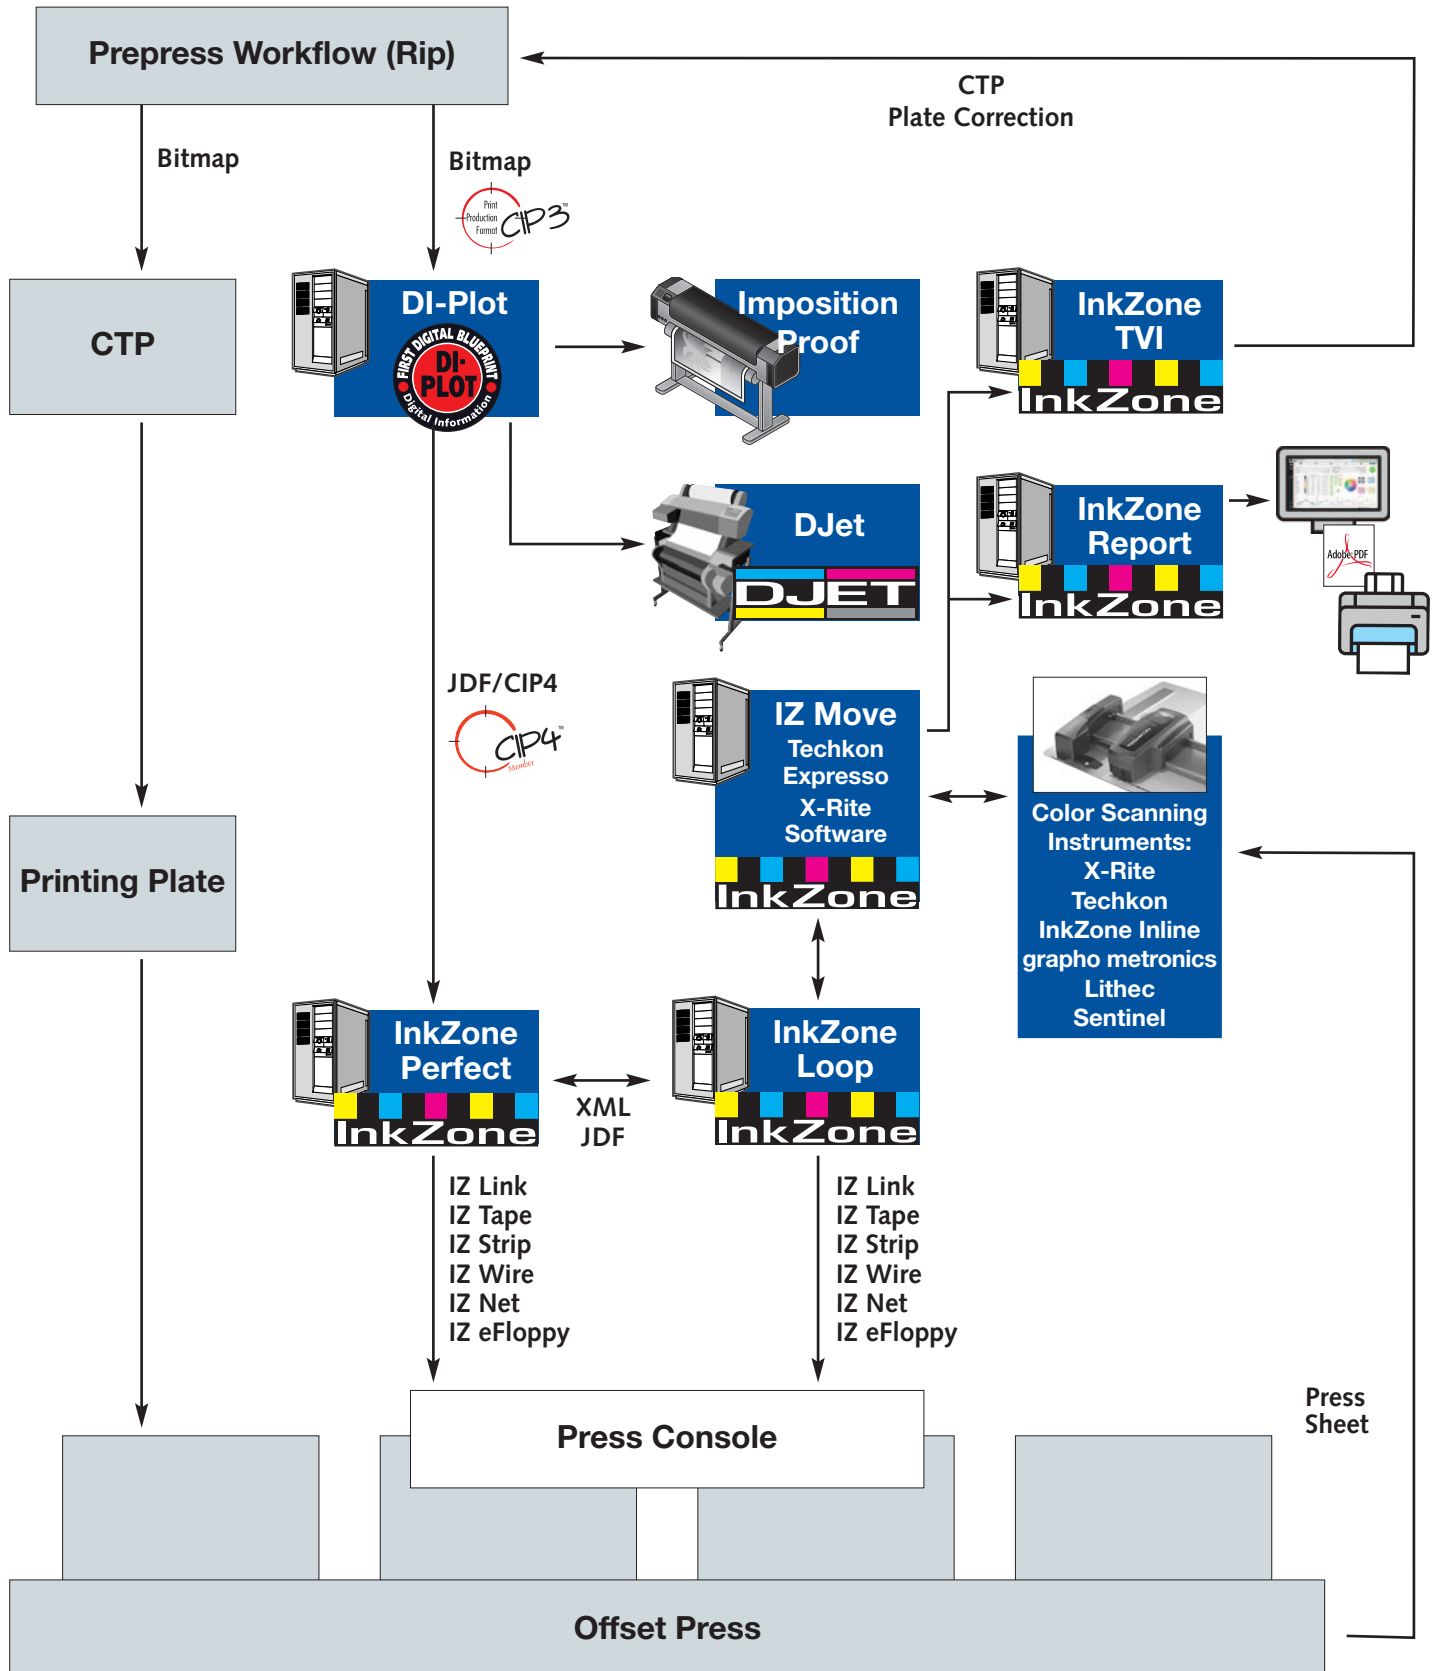 Prepress Workflow (Rip)
CTP
Plate Correction
Bitmap
Bitmap
Print
Production
Format
CIP3™
CTP
DI-Plot
FIRST DIGITAL BLUEPRINT
DI-
PLOT
Digital Information
Imposition
Proof
InkZone
TVI
InkZone
DJet
DJET
InkZone
Report
InkZone
Adobe PDF
JDF/CIP4
CIP4™
Member
IZ Move
Techkon
Expresso
X-Rite
Software
InkZone
Color Scanning
Instruments:
X-Rite
Techkon
InkZone Inline
grapho metronics
Lithec
Sentinel
Printing Plate
InkZone
Perfect
InkZone
XML
JDF
InkZone
Loop
InkZone
IZ Link
IZ Tape
IZ Strip
IZ Wire
IZ Net
IZ eFloppy
IZ Link
IZ Tape
IZ Strip
IZ Wire
IZ Net
IZ eFloppy
Press
Sheet
Press Console
Offset Press